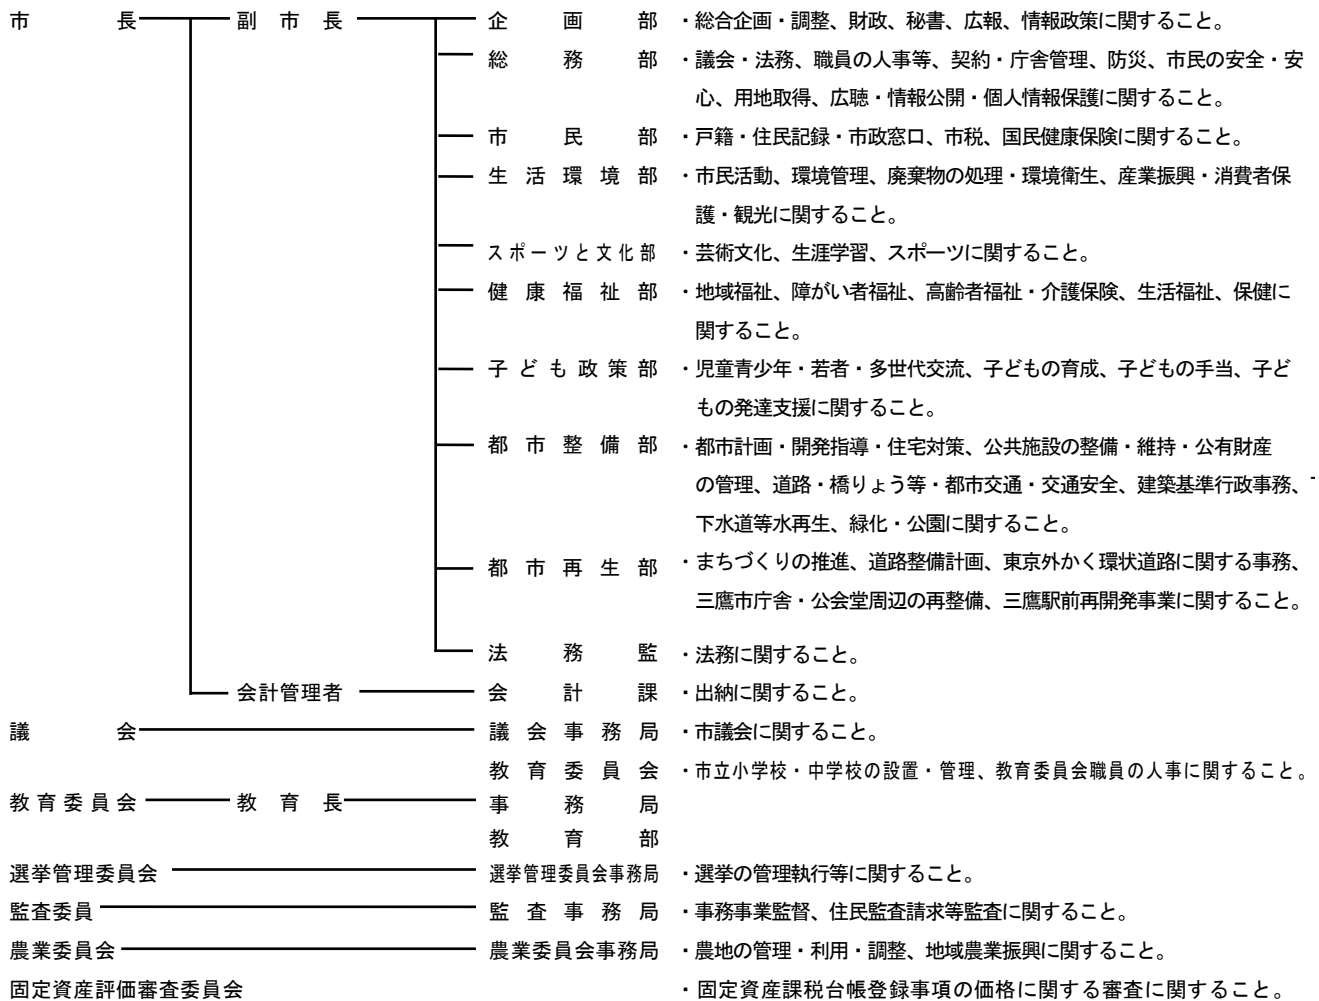 市長 副市長 企画部 ・総合企画・調整、財政、秘書、広報、情報政策に関すること。
総務部 ・議会・法務、職員の人事等、契約・庁舎管理、防災、市民の安全・安
心、用地取得、広聴・情報公開・個人情報保護に関すること。
市民部 ・戸籍・住民記録・市政窓口、市税、国民健康保険に関すること。
生活環境部 ・市民活動、環境管理、廃棄物の処理・環境衛生、産業振興・消費者保
護・観光に関すること。
スポーツと文化部 ・芸術文化、生涯学習、スポーツに関すること。
健康福祉部 ・地域福祉、障がい者福祉、高齢者福祉・介護保険、生活福祉、保健に
関すること。
子ども政策部 ・児童青少年・若者・多世代交流、子どもの育成、子どもの手当、子ど
もの発達支援に関すること。
都市整備部 ・都市計画・開発指導・住宅対策、公共施設の整備・維持・公有財産
の管理、道路・橋りょう等・都市交通・交通安全、建築基準行政事務、
下水道等水再生、緑化・公園に関すること。
都市再生部 ・まちづくりの推進、道路整備計画、東京外かく環状道路に関する事務、
三鷹市庁舎・公会堂周辺の再整備、三鷹駅前再開発事業に関すること。
法務監 ・法務に関すること。
会計管理者 会計課 ・出納に関すること。
議会 議会事務局 ・市議会に関すること。
教育委員会 ・市立小学校・中学校の設置・管理、教育委員会職員の人事に関すること。
教育委員会 教育長 事務局
教育部
選挙管理委員会 選挙管理委員会事務局 ・選挙の管理執行等に関すること。
監査委員 監査事務局 ・事務事業監督、住民監査請求等監査に関すること。
農業委員会 農業委員会事務局 ・農地の管理・利用・調整、地域農業振興に関すること。
固定資産評価審査委員会 ・固定資産課税台帳登録事項の価格に関する審査に関すること。